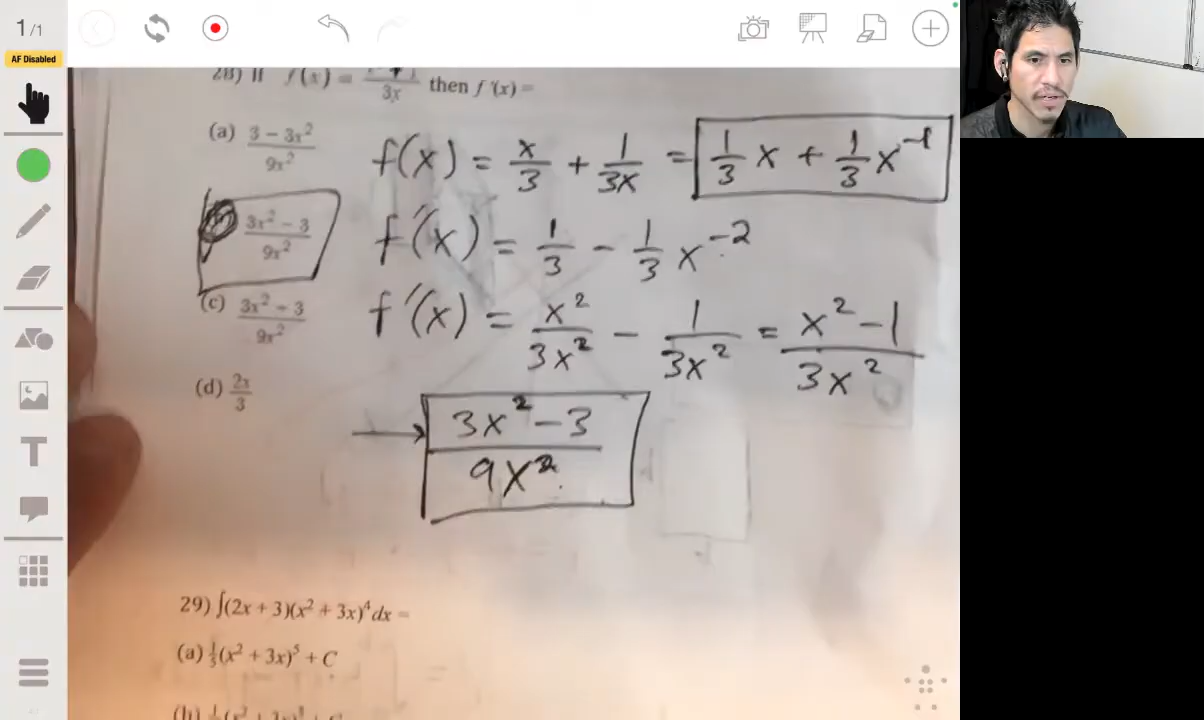 1/1
AF Disabled
28) If f(x) = 3x then f'(x) =
(a) 3 - 3x² / 9x²
f(x) = x/3 + 1/3x = 1/3 x + 1/3 x⁻¹
3x² - 3 / 9x²
f'(x) = 1/3 - 1/3 x⁻²
(c) 3x² - 3 / 9x²
f'(x) = x²/3x² - 1/3x² = x² - 1 / 3x²
(d) 2x/3
3x² - 3 / 9x²
29) ∫(2x + 3)(x² + 3x)⁴ dx =
(a) 1/5 (x² + 3x)⁵ + C
T